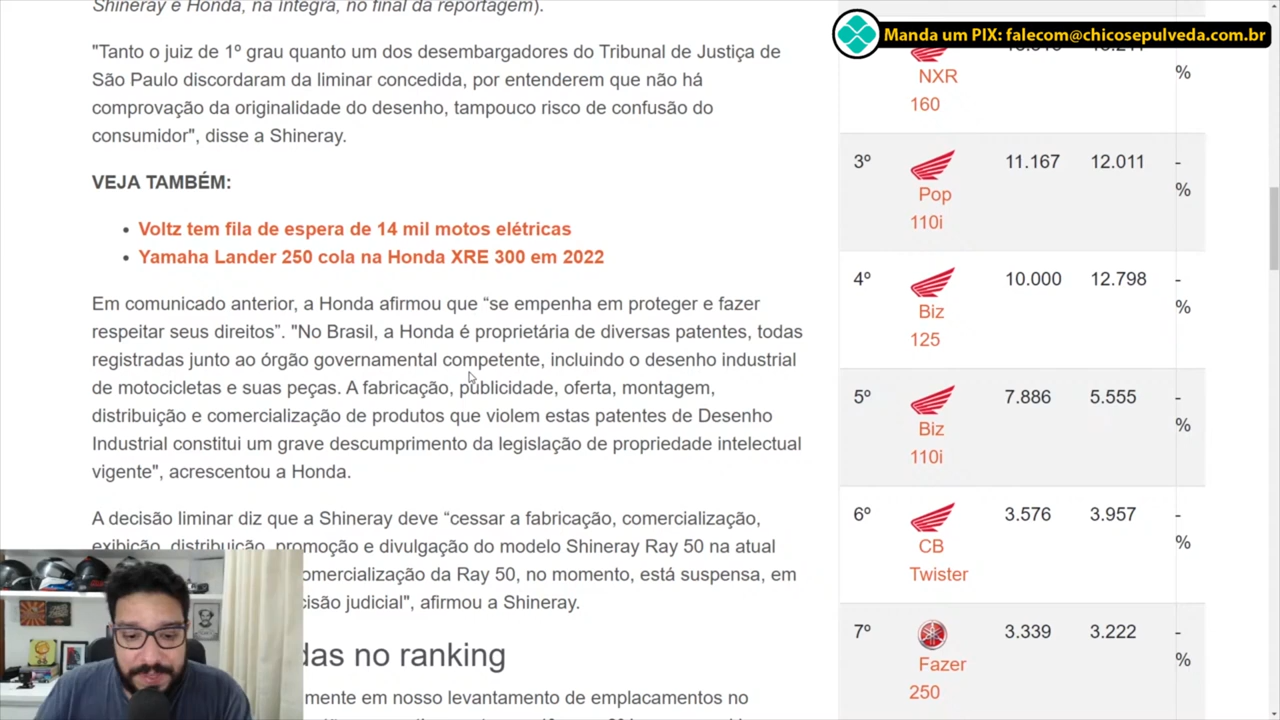 Shineray e Honda, na íntegra, no final da reportagem).
Manda um PIX: falecom@chicosepulveda.com.br
"Tanto o juiz de 1º grau quanto um dos desembargadores do Tribunal de Justiça de
São Paulo discordaram da liminar concedida, por entenderem que não há
comprovação da originalidade do desenho, tampouco risco de confusão do
consumidor", disse a Shineray.
VEJA TAMBÉM:
• Voltz tem fila de espera de 14 mil motos elétricas
• Yamaha Lander 250 cola na Honda XRE 300 em 2022
Em comunicado anterior, a Honda afirmou que “se empenha em proteger e fazer
respeitar seus direitos”. "No Brasil, a Honda é proprietária de diversas patentes, todas
registradas junto ao órgão governamental competente, incluindo o desenho industrial
de motocicletas e suas peças. A fabricação, publicidade, oferta, montagem,
distribuição e comercialização de produtos que violem estas patentes de Desenho
Industrial constitui um grave descumprimento da legislação de propriedade intelectual
vigente", acrescentou a Honda.
A decisão liminar diz que a Shineray deve “cessar a fabricação, comercialização,
exibição, distribuição, promoção e divulgação do modelo Shineray Ray 50 na atual
omercialização da Ray 50, no momento, está suspensa, em
cisão judicial", afirmou a Shineray.
das no ranking
mente em nosso levantamento de emplacamentos no
NXR
160
%
3º 11.167 12.011 -
%
Pop
110i
4º 10.000 12.798 -
%
Biz
125
5º 7.886 5.555 -
%
Biz
110i
6º 3.576 3.957 -
%
CB
Twister
7º 3.339 3.222 -
%
Fazer
250